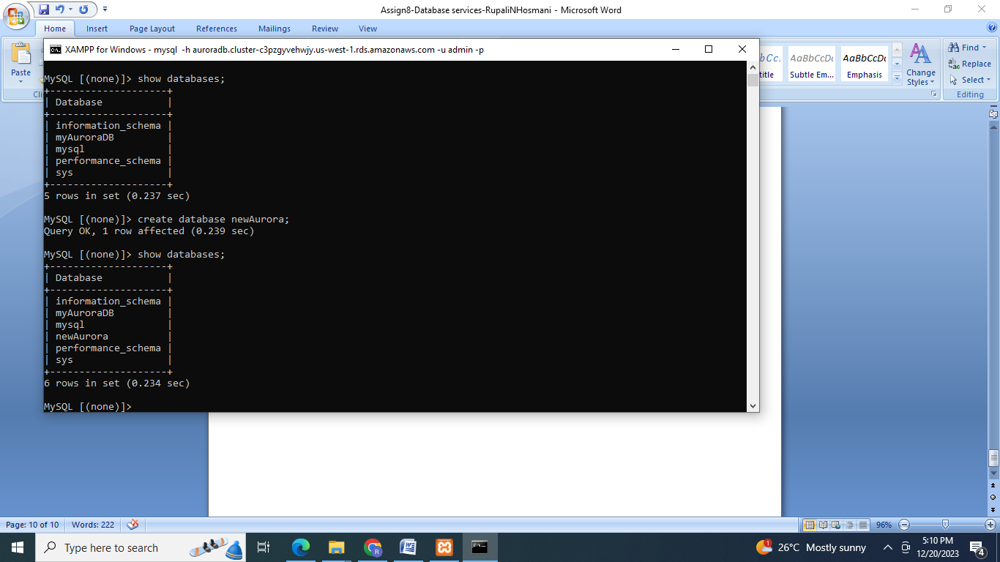 Assign8-Database services-RupaliNHosmani - Microsoft Word
Home Insert Page Layout References Mailings Review View
Paste
XAMPP for Windows - mysql -h auroradb.cluster-c3pzgyvehwjy.us-west-1.rds.amazonaws.com -u admin -p
AaBbCcDc AaBbCcDc
Subtle Em... Emphasis
Change
Styles
Find
Replace
Select
Editing
MySQL [(none)]> show databases;
+--------------------+
| Database |
+--------------------+
| information_schema |
| myAuroraDB |
| mysql |
| performance_schema |
| sys |
+--------------------+
5 rows in set (0.237 sec)
MySQL [(none)]> create database newAurora;
Query OK, 1 row affected (0.239 sec)
MySQL [(none)]> show databases;
+--------------------+
| Database |
+--------------------+
| information_schema |
| myAuroraDB |
| mysql |
| newAurora |
| performance_schema |
| sys |
+--------------------+
6 rows in set (0.234 sec)
MySQL [(none)]>
Page: 10 of 10 Words: 222 96%
Type here to search
26°C Mostly sunny
5:10 PM
12/20/2023
4